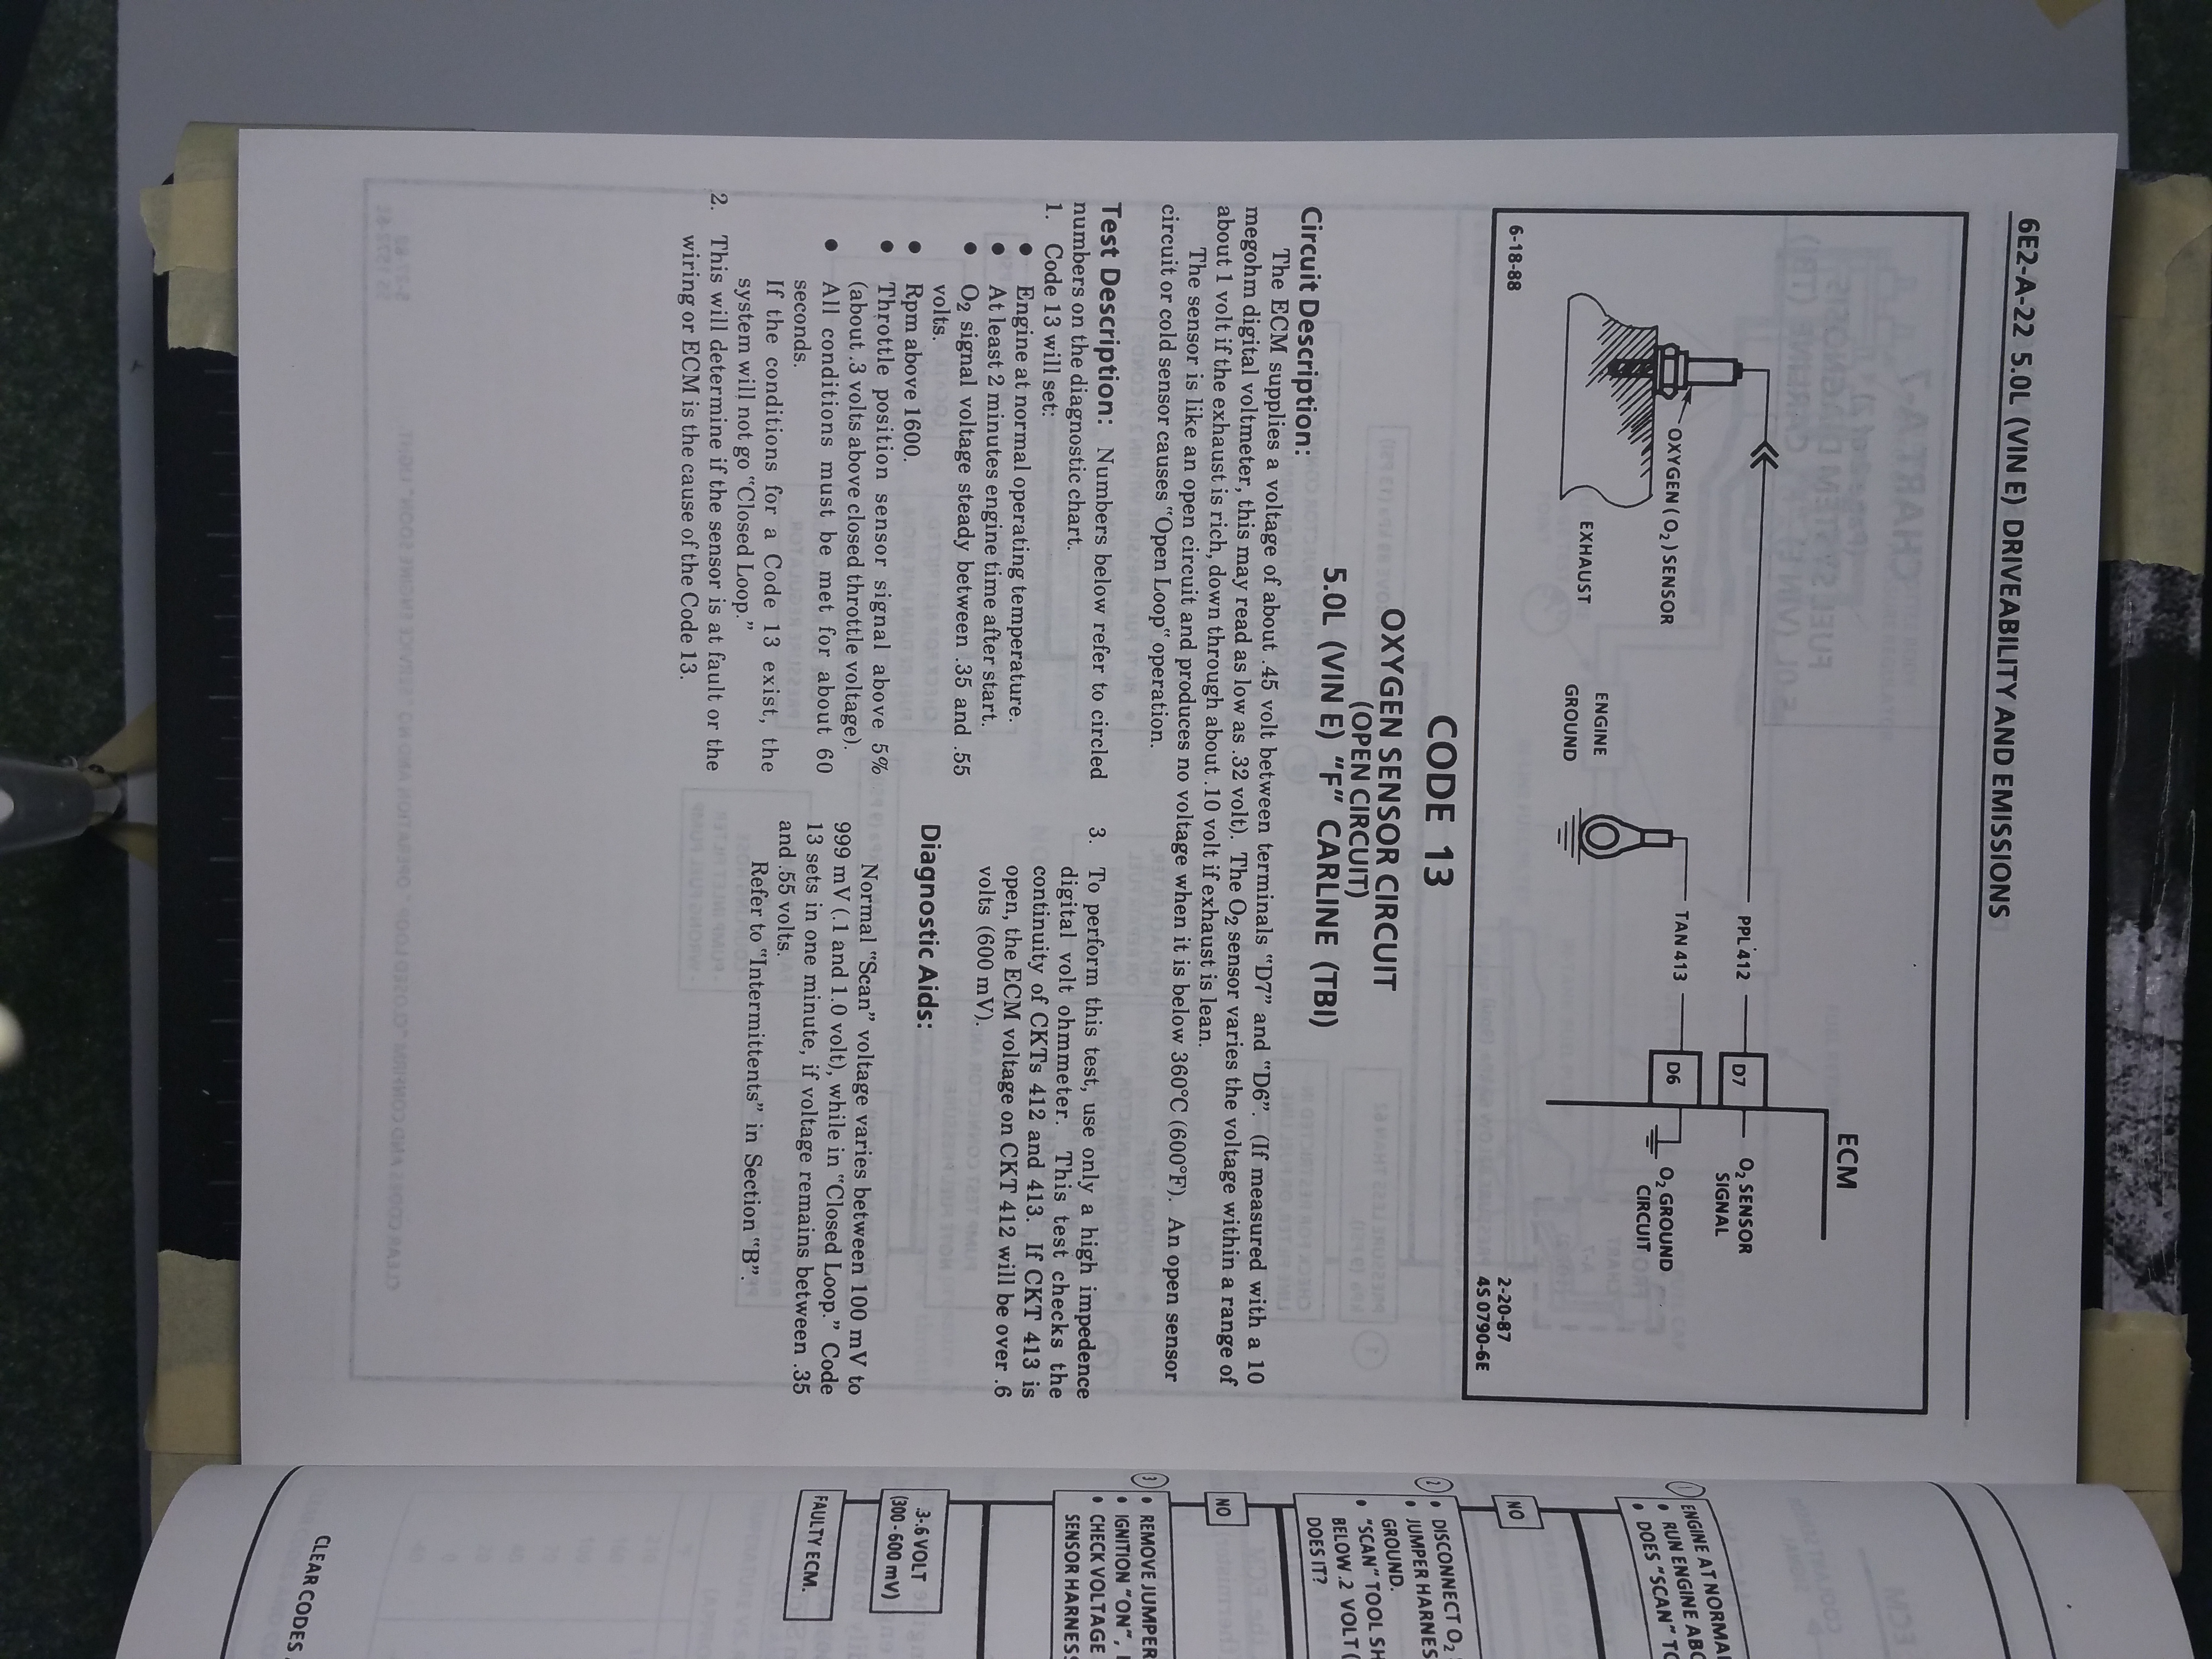 6E2-A-22 5.0L (VIN E) DRIVEABILITY AND EMISSIONS
ECM
OXYGEN (O2) SENSOR
EXHAUST
ENGINE
GROUND
PPL 412
TAN 413
D7
D6
O2 SENSOR
SIGNAL
O2 GROUND
CIRCUIT
6-18-88
2-20-87
4S 0790-6E
CODE 13
OXYGEN SENSOR CIRCUIT
(OPEN CIRCUIT)
5.0L (VIN E) "F" CARLINE (TBI)
Circuit Description:
The ECM supplies a voltage of about .45 volt between terminals "D7" and "D6". (If measured with a 10
megohm digital voltmeter, this may read as low as .32 volt). The O2 sensor varies the voltage within a range of
about 1 volt if the exhaust is rich, down through about .10 volt if exhaust is lean.
The sensor is like an open circuit and produces no voltage when it is below 360°C (600°F). An open sensor
circuit or cold sensor causes "Open Loop" operation.
Test Description: Numbers below refer to circled
numbers on the diagnostic chart.
1. Code 13 will set:
● Engine at normal operating temperature.
● At least 2 minutes engine time after start.
● O2 signal voltage steady between .35 and .55
volts.
● Rpm above 1600.
● Throttle position sensor signal above 5%
(about .3 volts above closed throttle voltage).
● All conditions must be met for about 60
seconds.
If the conditions for a Code 13 exist, the
system will not go "Closed Loop."
2. This will determine if the sensor is at fault or the
wiring or ECM is the cause of the Code 13.
3. To perform this test, use only a high impedence
digital volt ohmmeter. This test checks the
continuity of CKTs 412 and 413. If CKT 413 is
open, the ECM voltage on CKT 412 will be over .6
volts (600 mV).
Diagnostic Aids:
Normal "Scan" voltage varies between 100 mV to
999 mV (.1 and 1.0 volt), while in "Closed Loop." Code
13 sets in one minute, if voltage remains between .35
and .55 volts.
Refer to "Intermittents" in Section "B".
1
ENGINE AT NORMAL
● RUN ENGINE
● DOES "SCAN"
NO
2
● DISCONNECT O2
● JUMPER
GROUND.
● "SCAN" TOOL
BELOW .2 VOLT
DOES IT?
NO
3
● REMOVE JUMPER
● IGNITION "ON",
● CHECK VOLTAGE
SENSOR HARNESS
.3-.6 VOLT
(300 - 600 mV)
FAULTY ECM.
CLEAR CODES